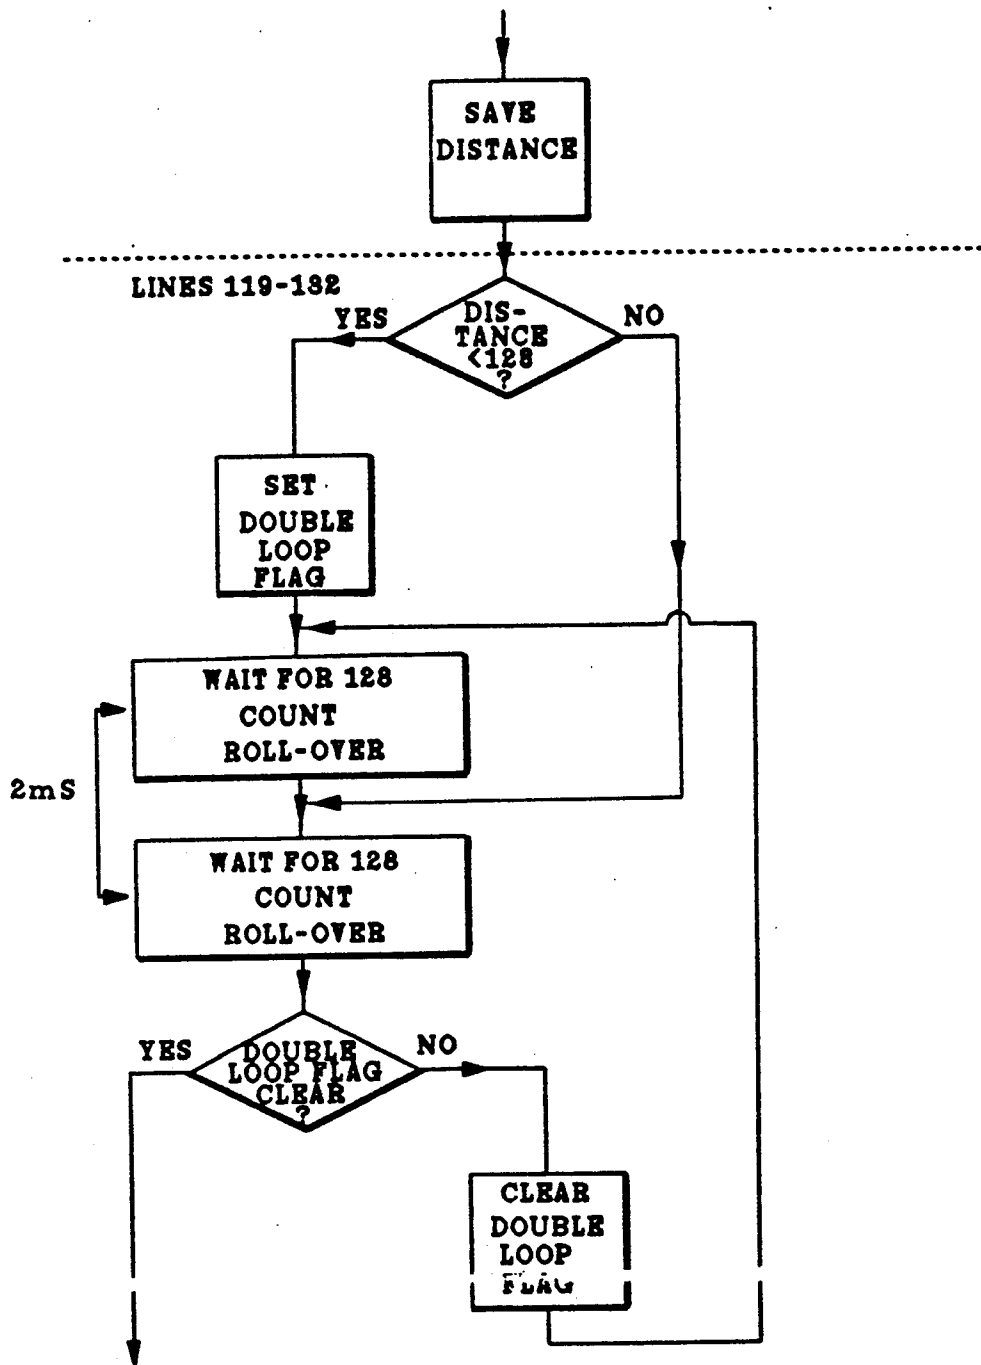 SAVE
DISTANCE
LINES 119-132
YES
DIS-
TANCE
<128
?
NO
SET
DOUBLE
LOOP
FLAG
WAIT FOR 128
COUNT
ROLL-OVER
2mS
WAIT FOR 128
COUNT
ROLL-OVER
YES
DOUBLE
LOOP FLAG
CLEAR
?
NO
CLEAR
DOUBLE
LOOP
FLAG